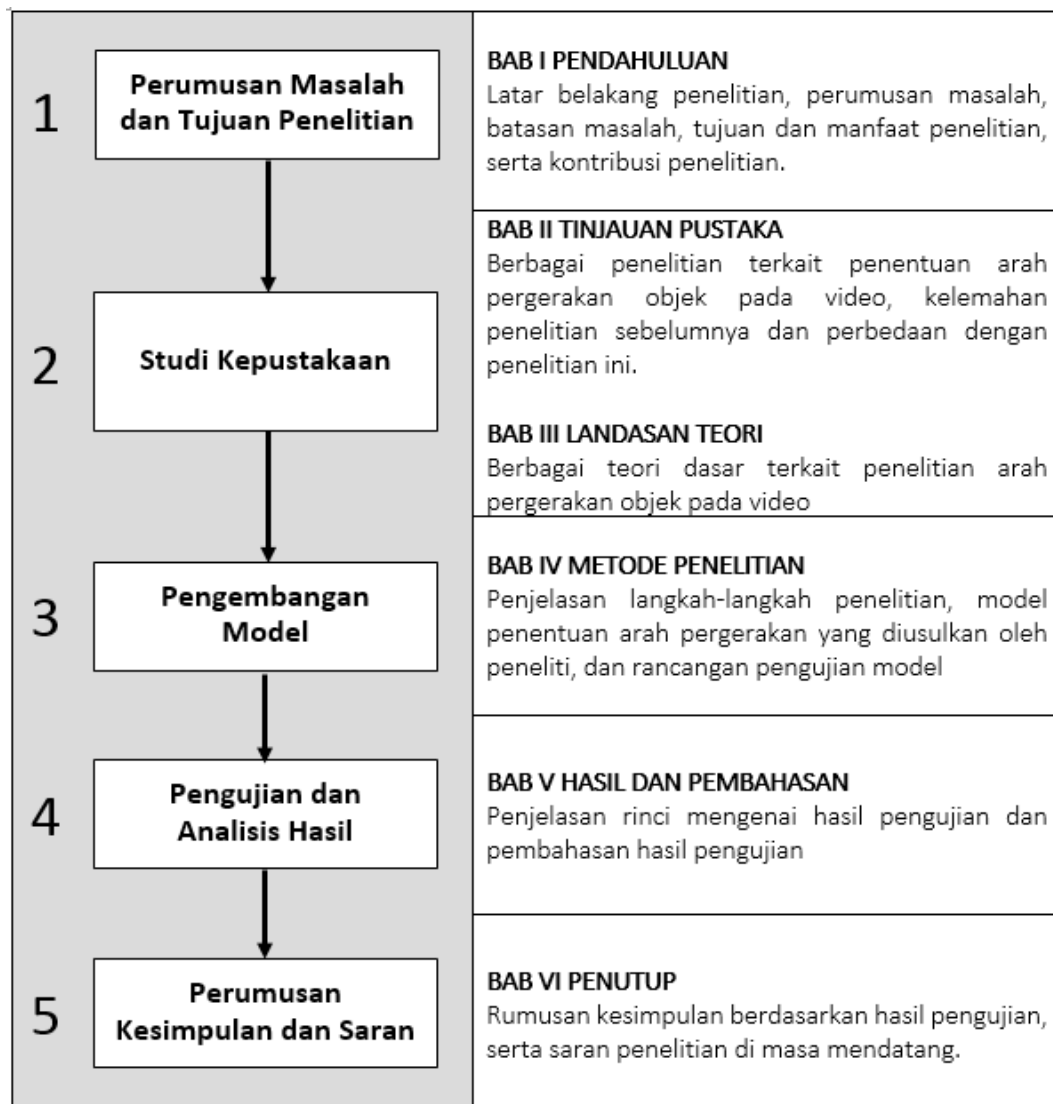 1
Perumusan Masalah
dan Tujuan Penelitian
BAB I PENDAHULUAN
Latar belakang penelitian, perumusan masalah,
batasan masalah, tujuan dan manfaat penelitian,
serta kontribusi penelitian.
2
Studi Kepustakaan
BAB II TINJAUAN PUSTAKA
Berbagai penelitian terkait penentuan arah
pergerakan objek pada video, kelemahan
penelitian sebelumnya dan perbedaan dengan
penelitian ini.
BAB III LANDASAN TEORI
Berbagai teori dasar terkait penelitian arah
pergerakan objek pada video
3
Pengembangan
Model
BAB IV METODE PENELITIAN
Penjelasan langkah-langkah penelitian, model
penentuan arah pergerakan yang diusulkan oleh
peneliti, dan rancangan pengujian model
4
Pengujian dan
Analisis Hasil
BAB V HASIL DAN PEMBAHASAN
Penjelasan rinci mengenai hasil pengujian dan
pembahasan hasil pengujian
5
Perumusan
Kesimpulan dan Saran
BAB VI PENUTUP
Rumusan kesimpulan berdasarkan hasil pengujian,
serta saran penelitian di masa mendatang.